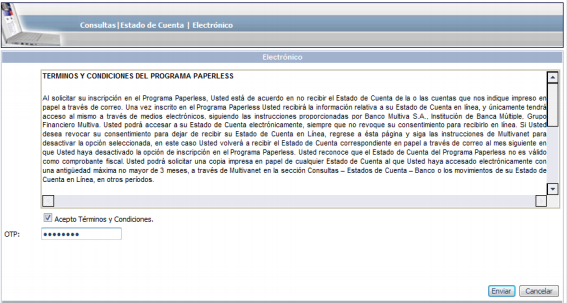 Consultas|Estado de Cuenta | Electrónico
Electrónico
TERMINOS Y CONDICIONES DEL PROGRAMA PAPERLESS
Al solicitar su inscripción en el Programa Paperless, Usted está de acuerdo en no recibir el Estado de Cuenta de la o las cuentas que nos indique impreso en
papel a través de correo. Una vez inscrito en el Programa Paperless Usted recibirá la información relativa a su Estado de Cuenta en línea, y únicamente tendrá
acceso al mismo a través de medios electrónicos, siguiendo las instrucciones proporcionadas por Banco Multiva S.A., Institución de Banca Múltiple, Grupo
Financiero Multiva. Usted podrá accesar a su Estado de Cuenta electrónicamente, siempre que no revoque su consentimiento para recibirlo en línea. Si Usted
desea revocar su consentimiento para dejar de recibir su Estado de Cuenta en Línea, regrese a ésta página y siga las instrucciones de Multivanet para
desactivar la opción seleccionada, en este caso Usted volverá a recibir el Estado de Cuenta correspondiente en papel a través de correo al mes siguiente en
que Usted haya desactivado la opción de inscripción en el Programa Paperless. Usted reconoce que el Estado de Cuenta del Programa Paperless no es válido
como comprobante fiscal. Usted podrá solicitar una copia impresa en papel de cualquier Estado de Cuenta al que Usted haya accesado electrónicamente con
una antigüedad máxima no mayor de 3 meses, a través de Multivanet en la sección Consultas – Estados de Cuenta – Banco o los movimientos de su Estado de
Cuenta en Línea, en otros períodos.
Acepto Términos y Condiciones.
OTP:
Enviar Cancelar